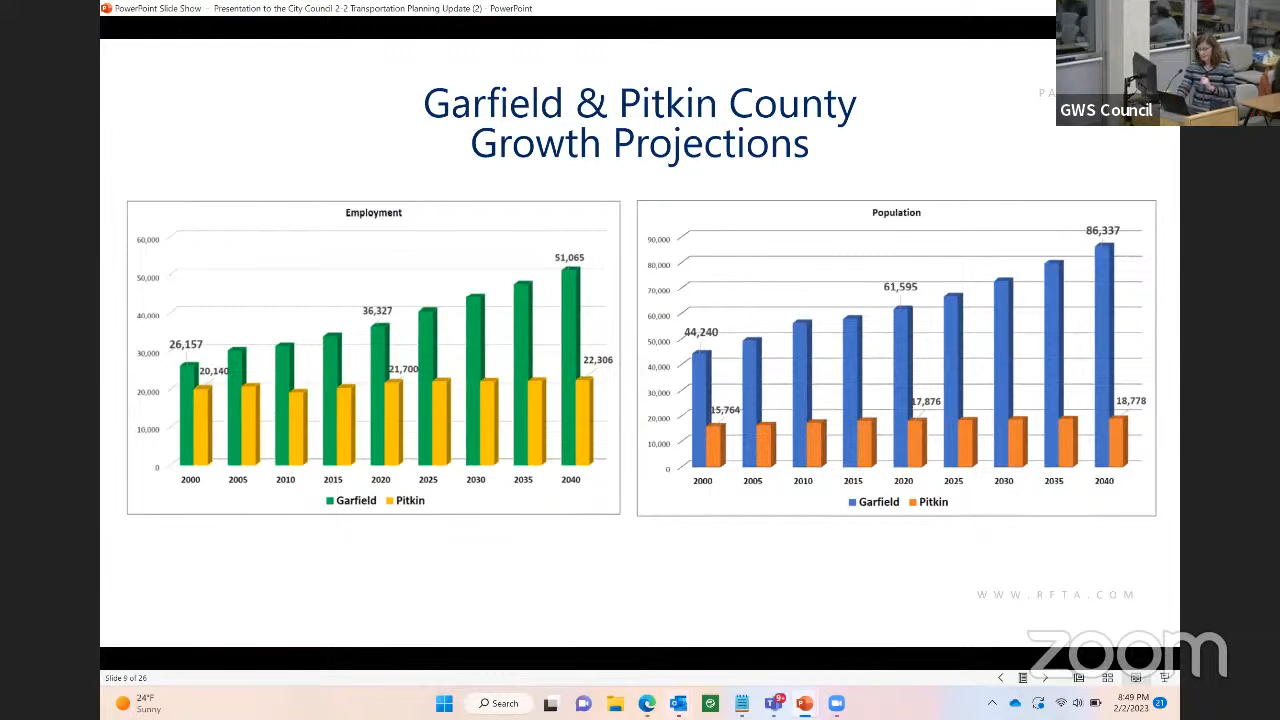 PowerPoint Slide Show - Presentation to the City Council 2-2 Transportation Planning Update (2) - PowerPoint
PA
GWS Council
Garfield & Pitkin County
Growth Projections
Employment
60,000
50,000
40,000
30,000
20,000
10,000
0
26,157
20,140
36,327
21,700
51,065
22,306
2000 2005 2010 2015 2020 2025 2030 2035 2040
Garfield Pitkin
Population
90,000
80,000
70,000
60,000
50,000
40,000
30,000
20,000
10,000
0
44,240
15,764
61,595
17,876
86,337
18,778
2000 2005 2010 2015 2020 2025 2030 2035 2040
Garfield Pitkin
WWW.RFTA.COM
zoom
Slide 9 of 26
24°F
Sunny
Search
9+
8:49 PM
2/2/2023
21